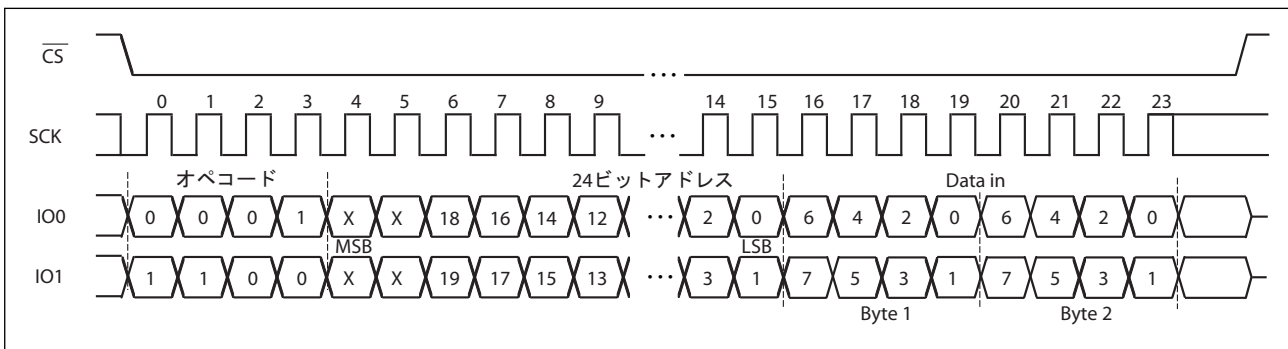 CS
0 1 2 3 4 5 6 7 8 9 14 15 16 17 18 19 20 21 22 23
SCK ...
オペコード 24ビットアドレス Data in
IO0 0 0 0 1 X X 18 16 14 12 ... 2 0 6 4 2 0 6 4 2 0
MSB LSB
IO1 1 1 0 0 X X 19 17 15 13 ... 3 1 7 5 3 1 7 5 3 1
Byte 1 Byte 2